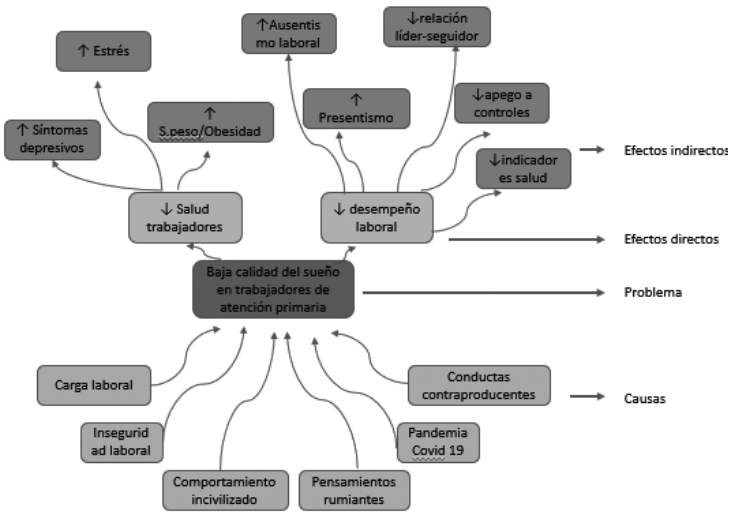 ↑Ausentis
mo laboral
↓relación
líder-seguidor
↑ Estrés
↑
S.peso/Obesidad
↑
Presentismo
↓apego a
controles
↑ Síntomas
depresivos
↓indicador
es salud
Efectos indirectos
↓ Salud
trabajadores
↓ desempeño
laboral
Efectos directos
Baja calidad del sueño
en trabajadores de
atención primaria
Problema
Carga laboral
Conductas
contraproducentes
Causas
Insegurid
ad laboral
Pandemia
Covid 19
Comportamiento
incivilizado
Pensamientos
rumiantes